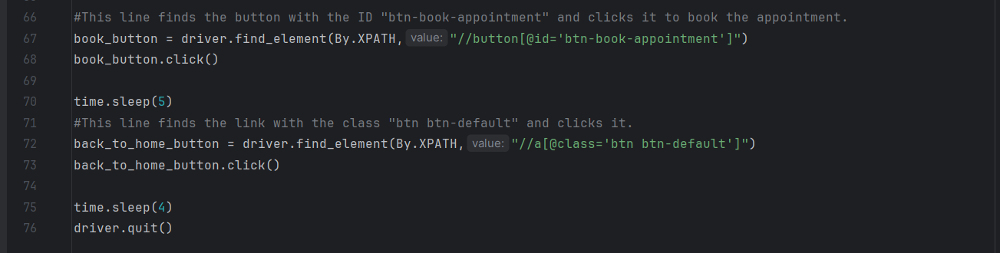 66 #This line finds the button with the ID "btn-book-appointment" and clicks it to book the appointment.
67 book_button = driver.find_element(By.XPATH, value: "//button[@id='btn-book-appointment']")
68 book_button.click()
69
70 time.sleep(5)
71 #This line finds the link with the class "btn btn-default" and clicks it.
72 back_to_home_button = driver.find_element(By.XPATH, value: "//a[@class='btn btn-default']")
73 back_to_home_button.click()
74
75 time.sleep(4)
76 driver.quit()